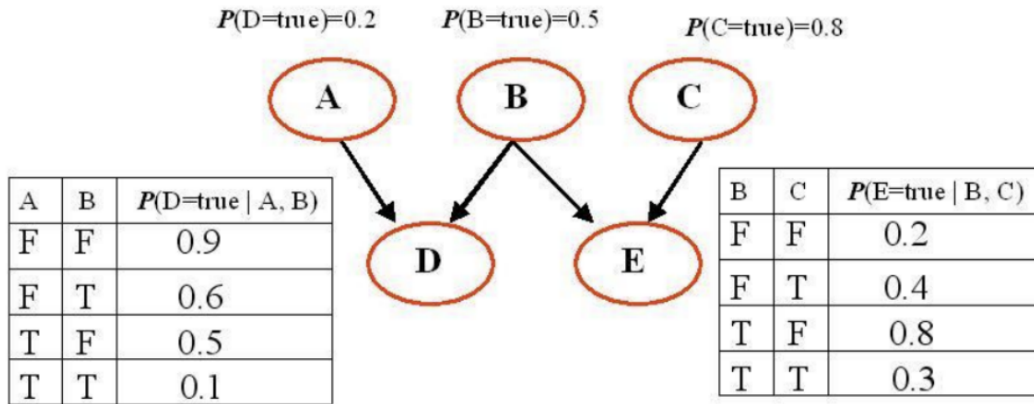 P(D=true)=0.2 P(B=true)=0.5 P(C=true)=0.8
A B C
A B P(D=true | A, B)
F F 0.9
F T 0.6
T F 0.5
T T 0.1
D E
B C P(E=true | B, C)
F F 0.2
F T 0.4
T F 0.8
T T 0.3